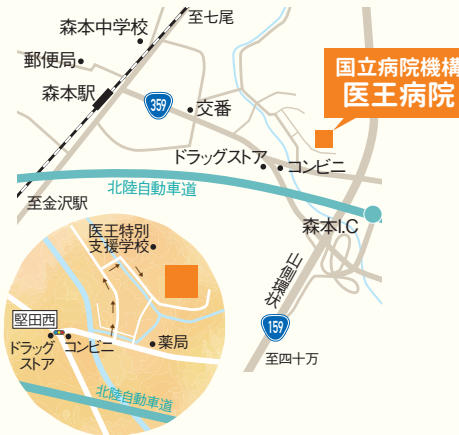 至七尾
森本中学校
郵便局
森本駅
359
交番
国立病院機構
医王病院
ドラッグストア
コンビニ
北陸自動車道
至金沢駅
森本I.C
山側環状
159
至四十万
医王特別
支援学校
堅田西
ドラッグ
ストア
コンビニ
薬局
北陸自動車道